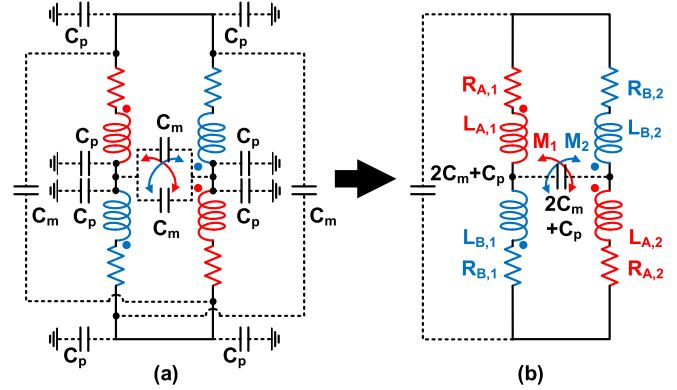 Cp Cp
Cm
Cp Cp
Cp Cp
Cm Cm Cm
Cp Cp
(a)
RA,1 RB,2
LA,1 M1 M2 LB,2
2Cm+Cp
2Cm
+Cp
LB,1 LA,2
RB,1 RA,2
(b)